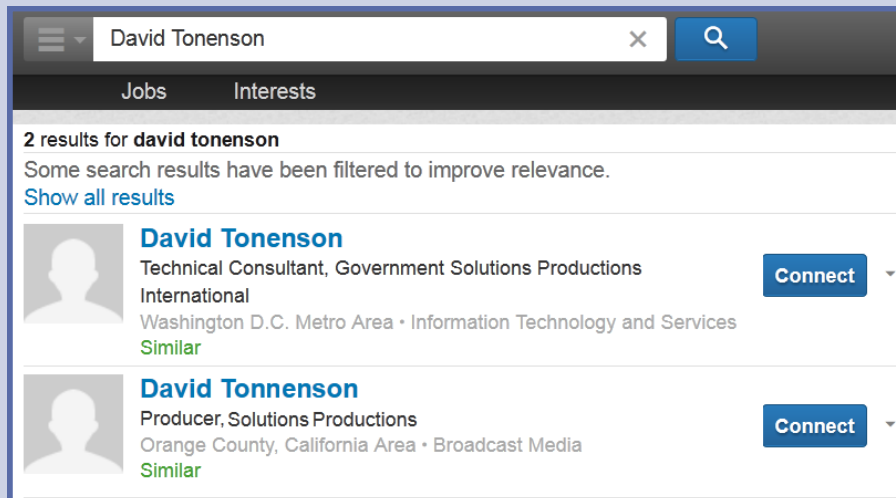 David Tonenson
Jobs Interests
2 results for david tonenson
Some search results have been filtered to improve relevance.
Show all results
David Tonenson
Technical Consultant, Government Solutions Productions
International
Connect
Washington D.C. Metro Area • Information Technology and Services
Similar
David Tonnenson
Producer, Solutions Productions
Connect
Orange County, California Area • Broadcast Media
Similar